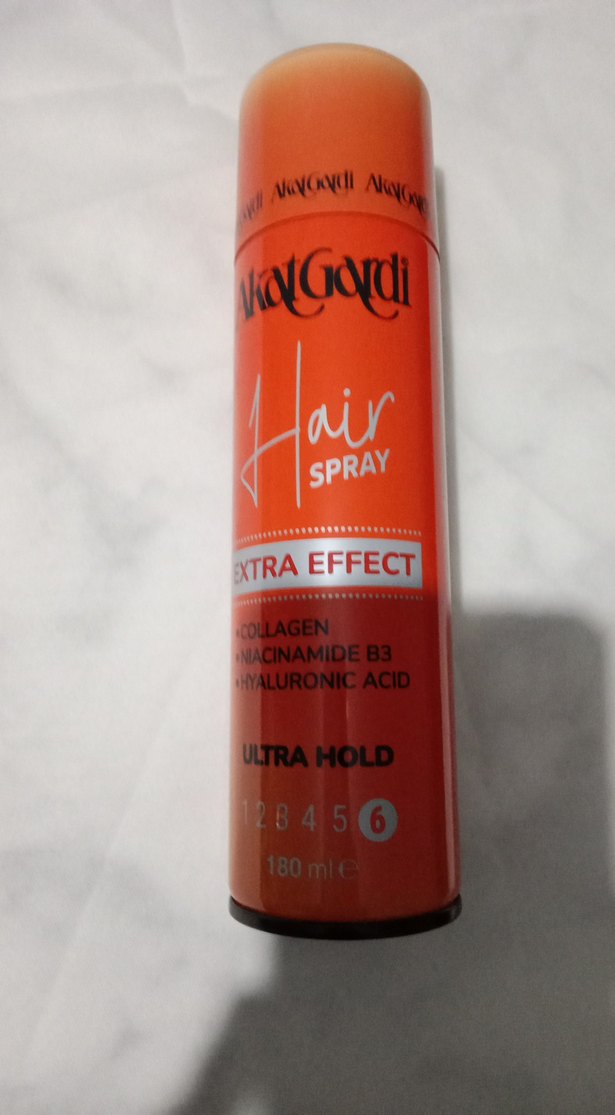 AkatGardi AkatGardi
AkatGardi
Hair
SPRAY
EXTRA EFFECT
•COLLAGEN
•NIACINAMIDE B3
•HYALURONIC ACID
ULTRA HOLD
1 2 3 4 5 6
180 ml ℮